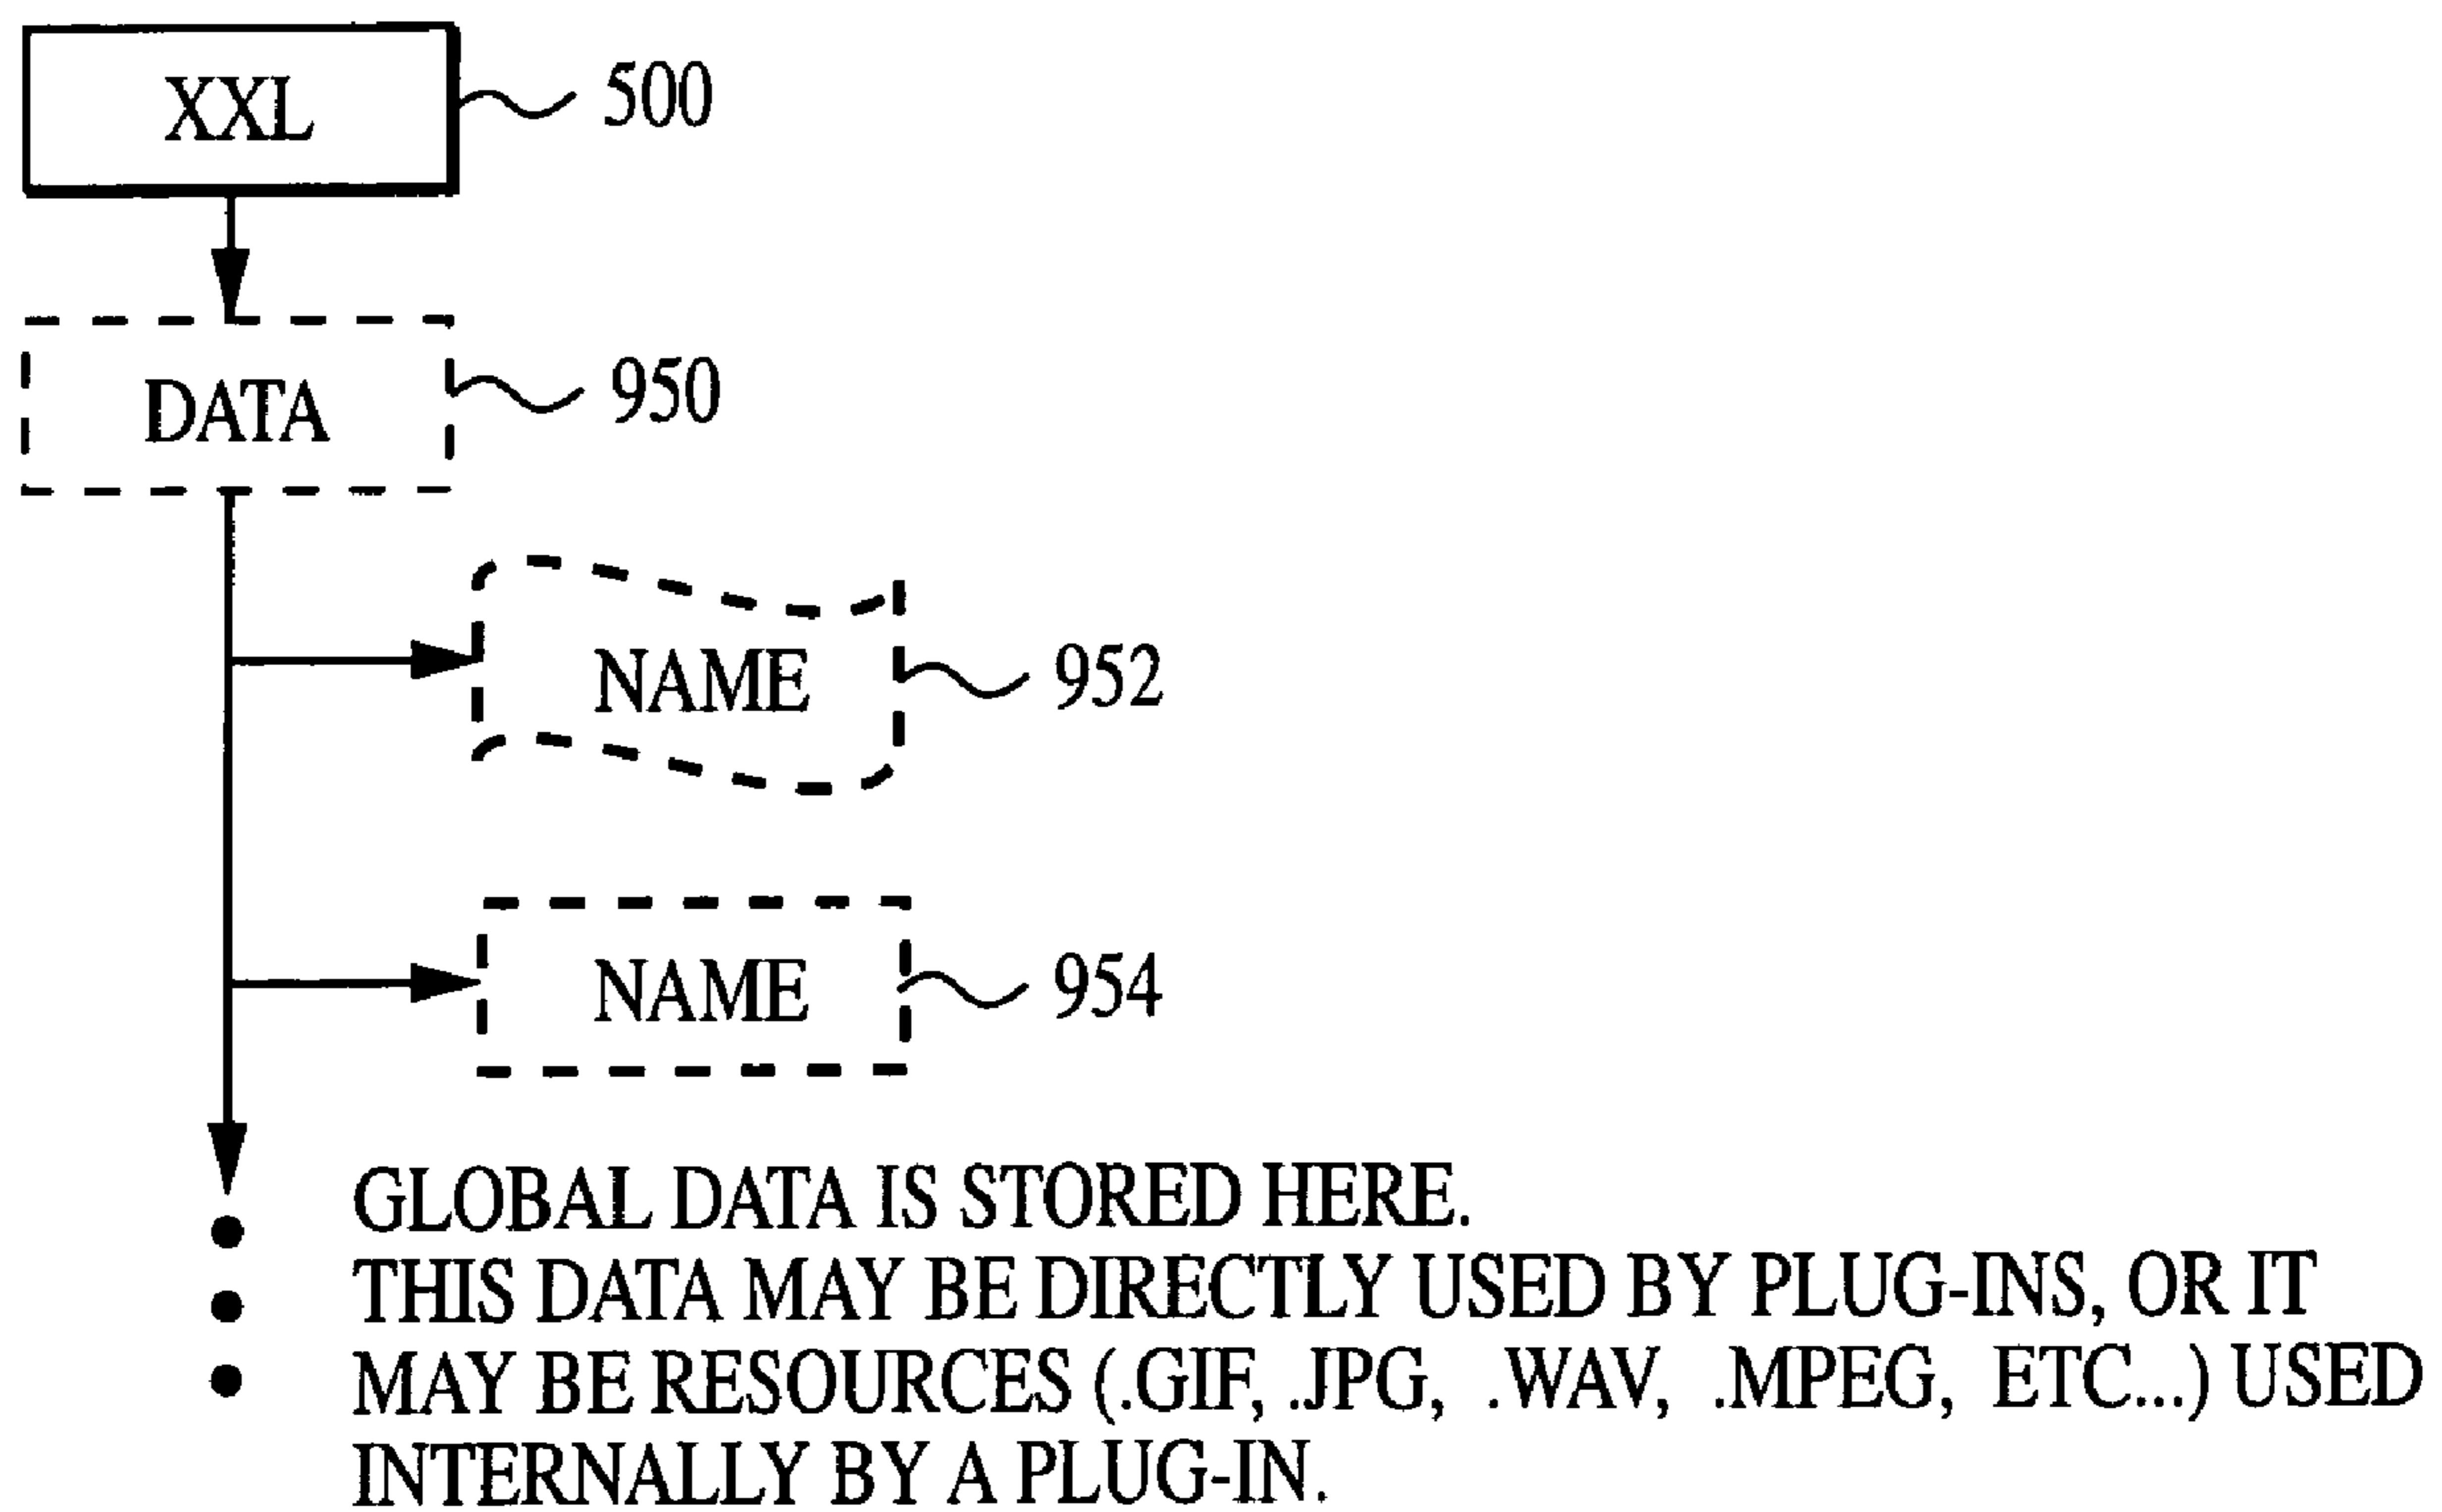 XXL
500
DATA
950
NAME
952
NAME
954
GLOBAL DATA IS STORED HERE.
THIS DATA MAY BE DIRECTLY USED BY PLUG-INS, OR IT
MAY BE RESOURCES (.GIF, .JPG, .WAV, .MPEG, ETC...) USED
INTERNALLY BY A PLUG-IN.